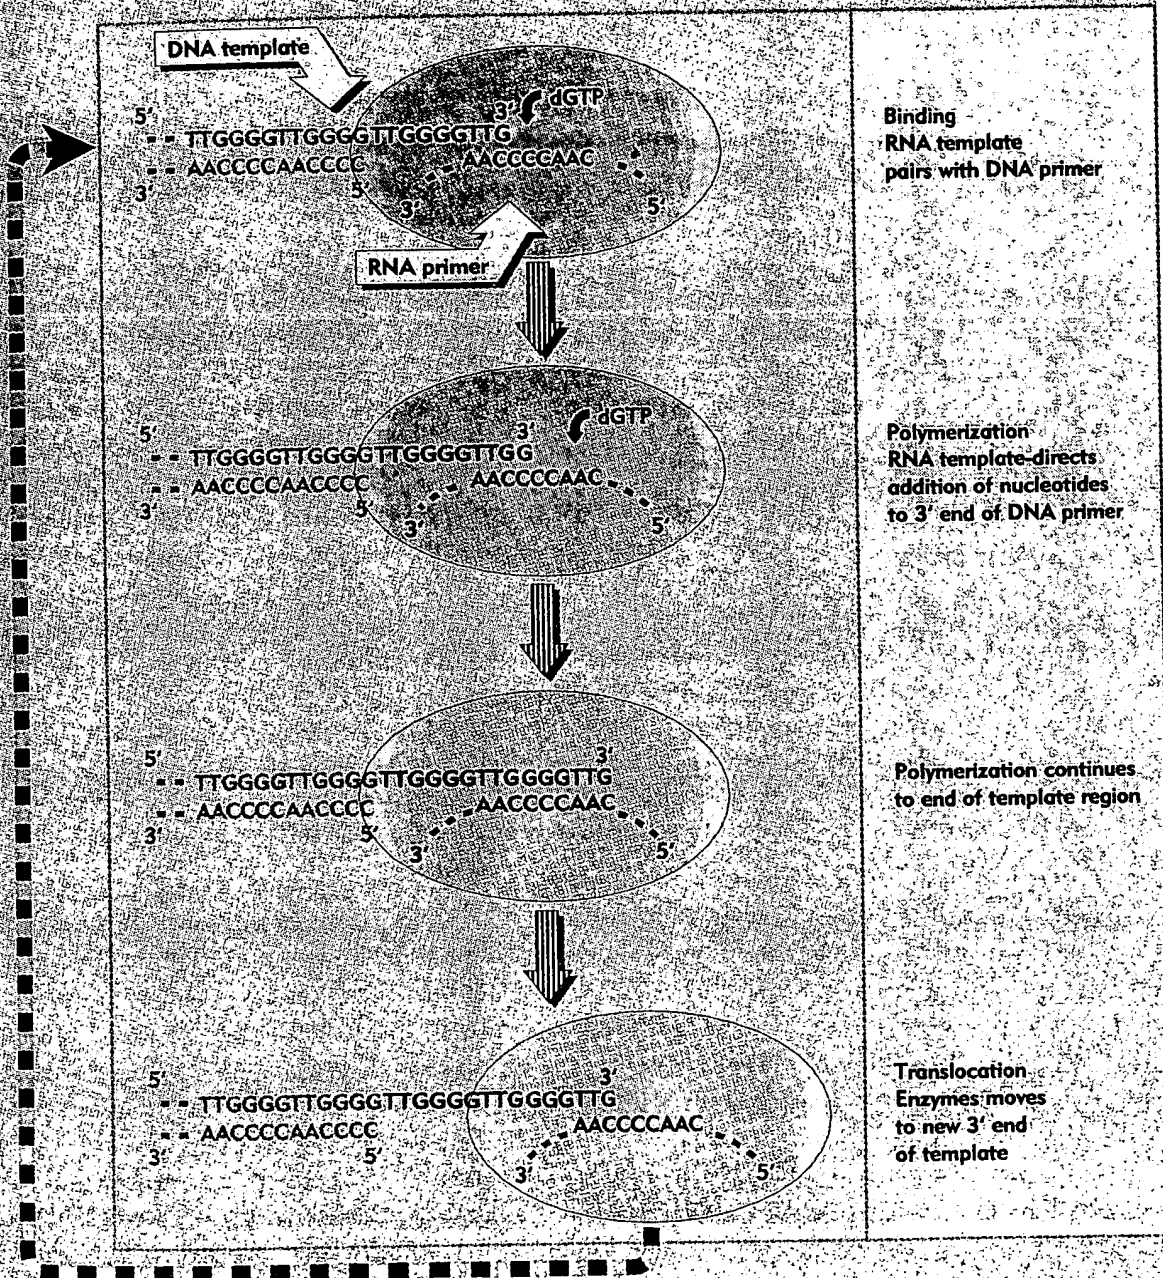 DNA template
3' dGTP
5'
TTGGGGTTGGGGTTGGGGTTG
AACCCCAACCCC AACCCCAAC
3' 5' 3' 5'
RNA primer
Binding
RNA template
pairs with DNA primer
dGTP
5' 3'
TTGGGGTTGGGGTTGGGGTTGG
AACCCCAACCCC AACCCCAAC
3' 5' 3' 5'
Polymerization
RNA template-directs
addition of nucleotides
to 3' end of DNA primer
5' 3'
TTGGGGTTGGGGTTGGGGTTGGGGTTG
AACCCCAACCCC AACCCCAAC
3' 5' 3' 5'
Polymerization continues
to end of template region
5' 3'
TTGGGGTTGGGGTTGGGGTTGGGGTTG
AACCCCAACCCC AACCCCAAC
3' 5' 3' 5'
Translocation
Enzymes moves
to new 3' end
of template